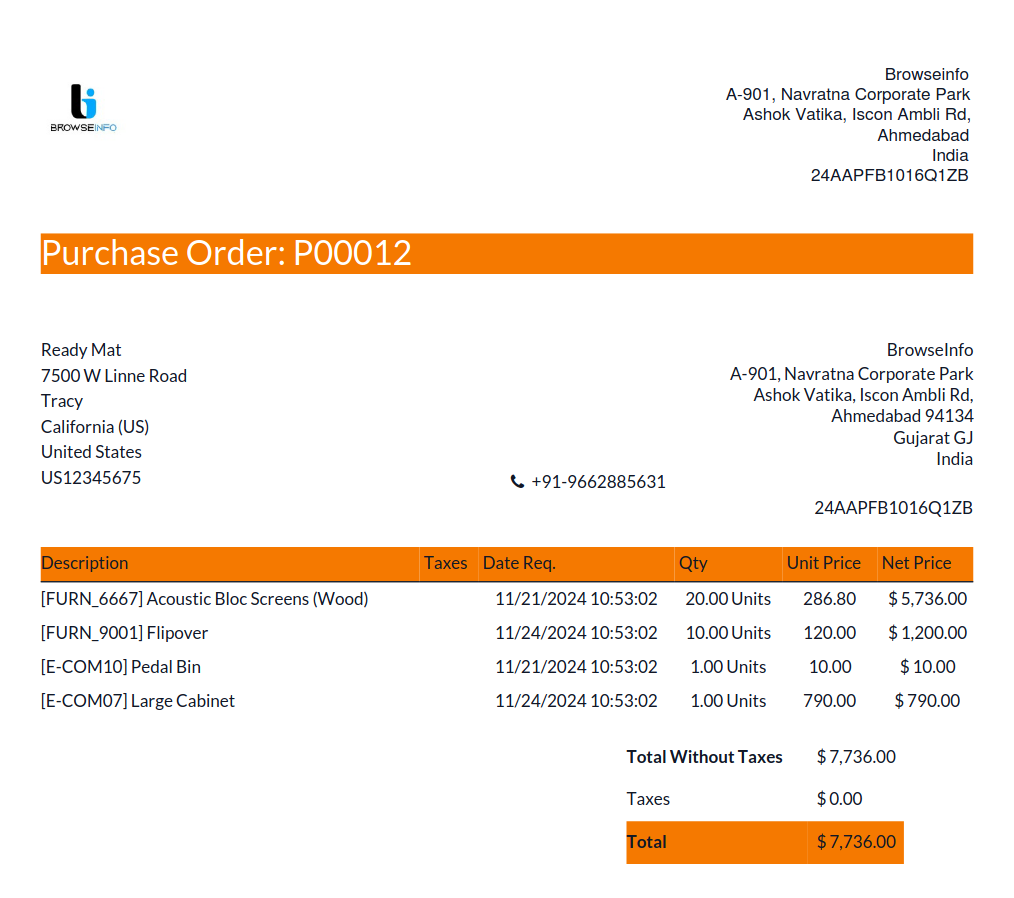 BROWSEINFO
Browseinfo
A-901, Navratna Corporate Park
Ashok Vatika, Iscon Ambli Rd,
Ahmedabad
India
24AAPFB1016Q1ZB
Purchase Order: P00012
Ready Mat
7500 W Linne Road
Tracy
California (US)
United States
US12345675
BrowseInfo
A-901, Navratna Corporate Park
Ashok Vatika, Iscon Ambli Rd,
Ahmedabad 94134
Gujarat GJ
India
+91-9662885631
24AAPFB1016Q1ZB
Description Taxes Date Req. Qty Unit Price Net Price
[FURN_6667] Acoustic Bloc Screens (Wood) 11/21/2024 10:53:02 20.00 Units 286.80 $ 5,736.00
[FURN_9001] Flipover 11/24/2024 10:53:02 10.00 Units 120.00 $ 1,200.00
[E-COM10] Pedal Bin 11/21/2024 10:53:02 1.00 Units 10.00 $ 10.00
[E-COM07] Large Cabinet 11/24/2024 10:53:02 1.00 Units 790.00 $ 790.00
Total Without Taxes $ 7,736.00
Taxes $ 0.00
Total $ 7,736.00